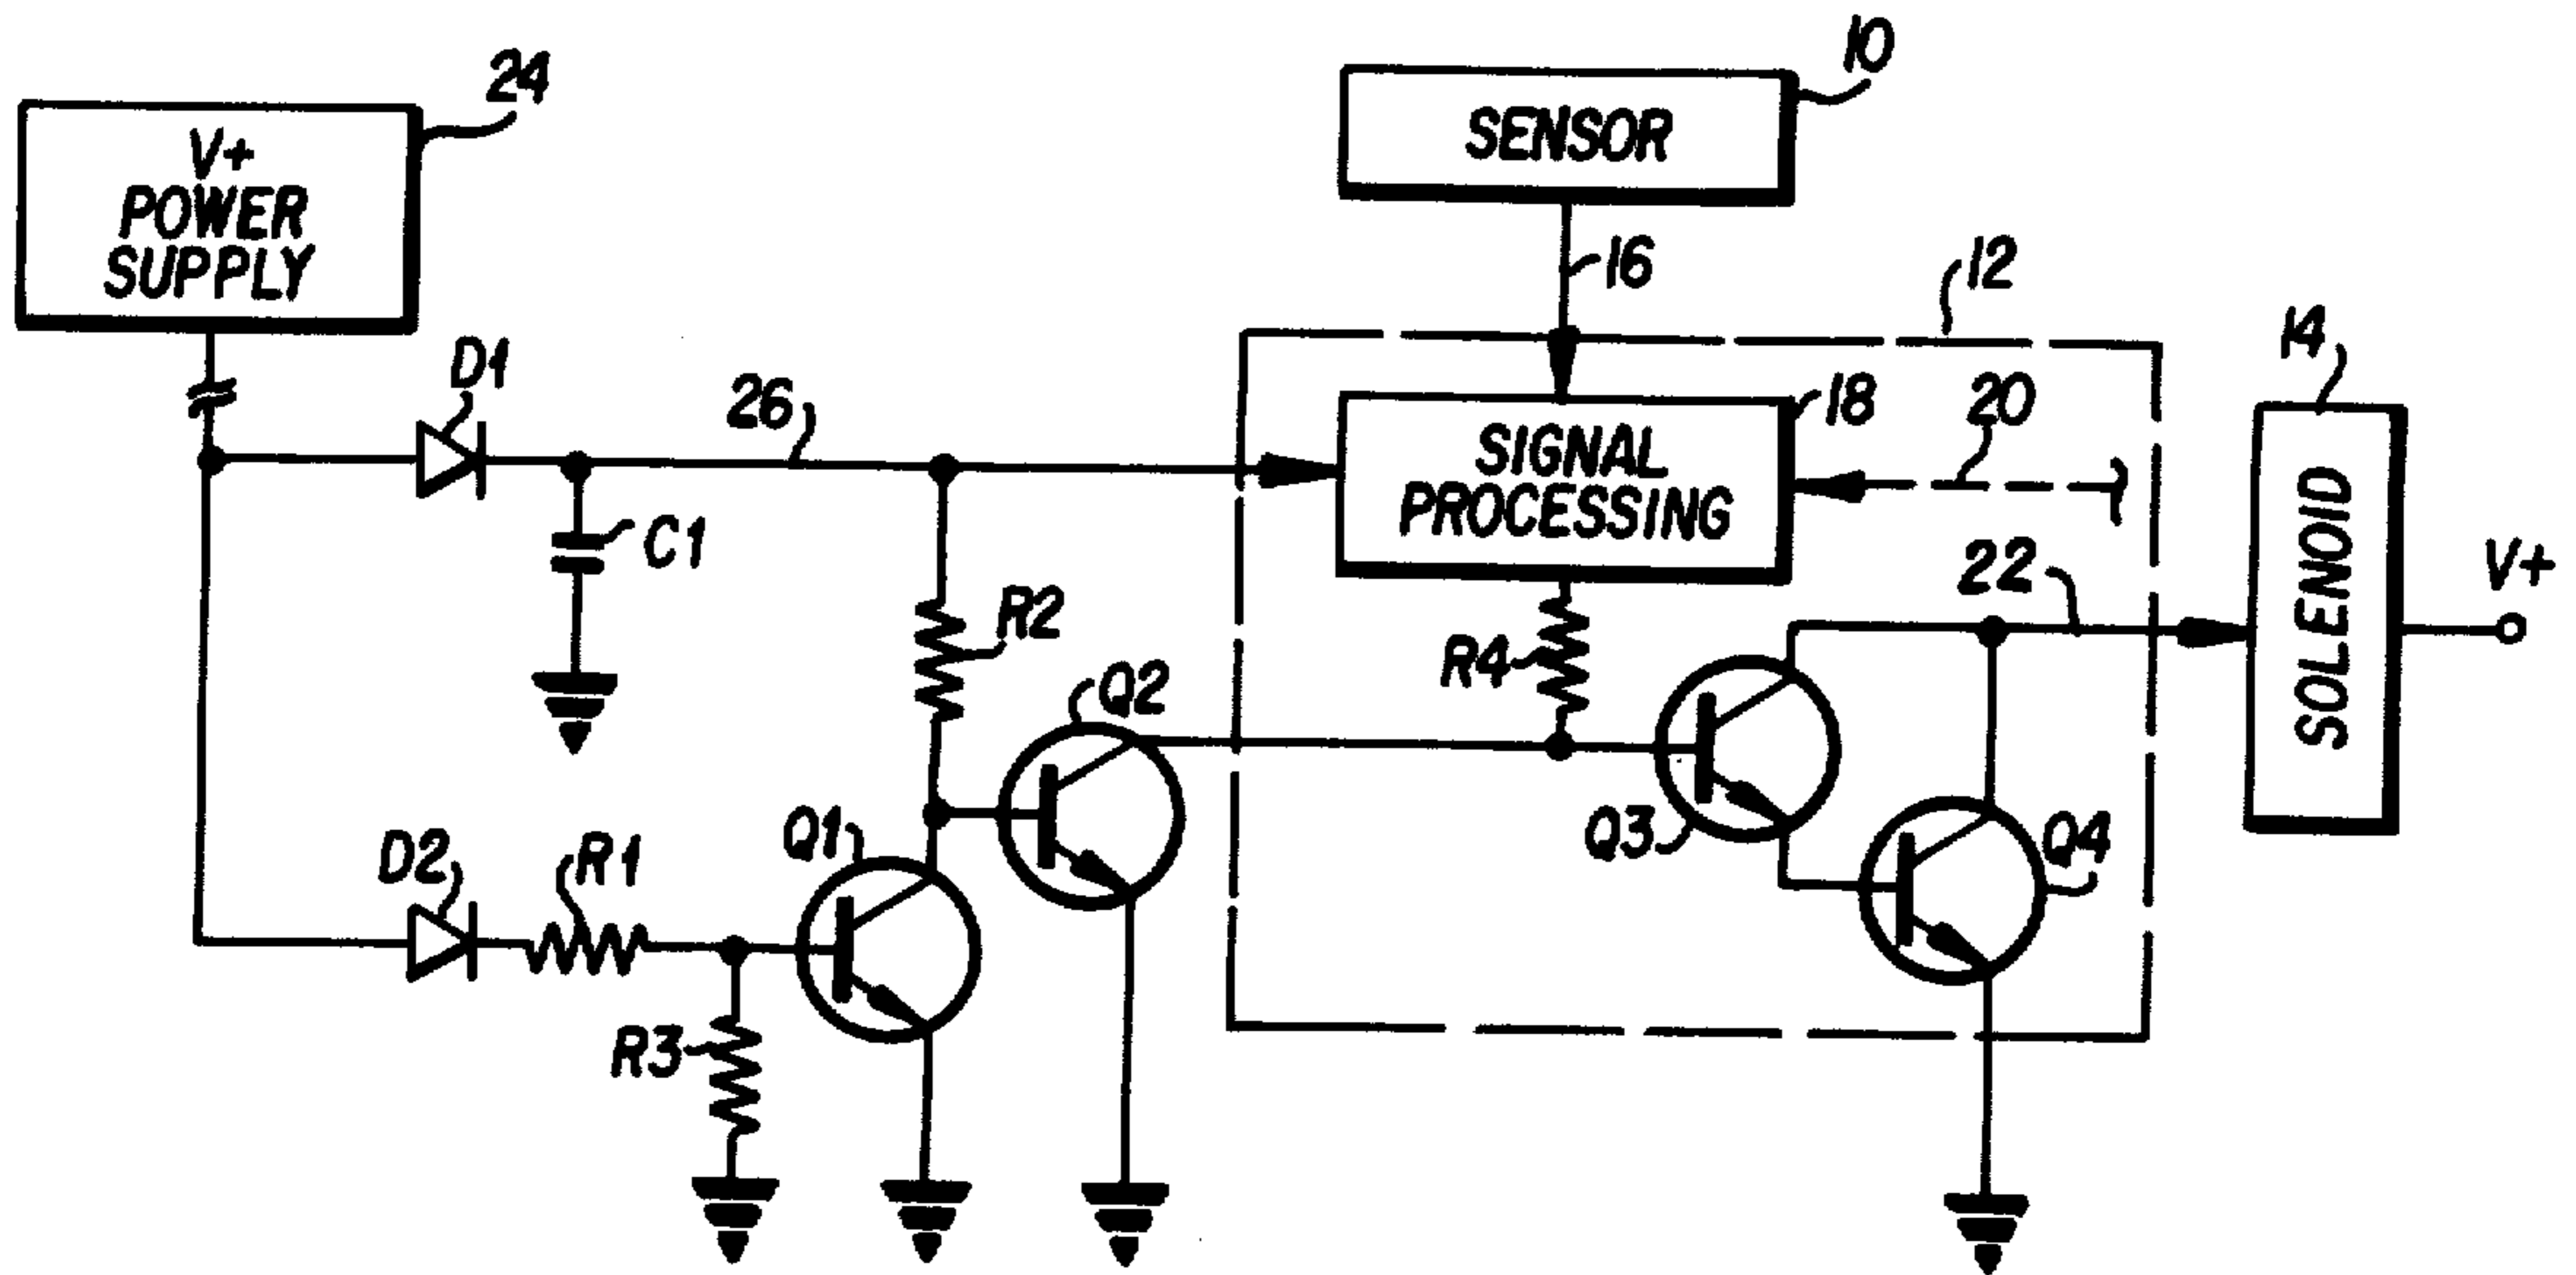 24
V+
POWER
SUPPLY
10
SENSOR
16
12
14
D1
26
18
20
SIGNAL
PROCESSING
C1
22
SOLENOID
V+
R2
R4
Q2
D2
R1
Q1
Q3
Q4
R3